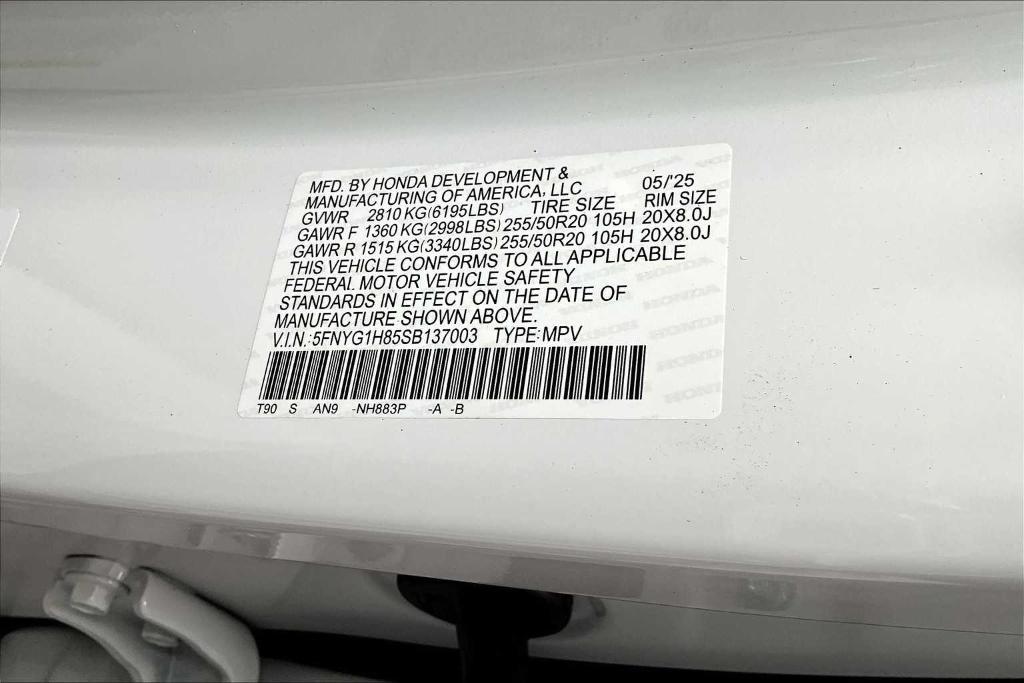 MFD. BY HONDA DEVELOPMENT &
MANUFACTURING OF AMERICA, LLC 05/'25
GVWR 2810 KG(6195LBS) TIRE SIZE RIM SIZE
GAWR F 1360 KG(2998LBS) 255/50R20 105H 20X8.0J
GAWR R 1515 KG(3340LBS) 255/50R20 105H 20X8.0J
THIS VEHICLE CONFORMS TO ALL APPLICABLE
FEDERAL MOTOR VEHICLE SAFETY
STANDARDS IN EFFECT ON THE DATE OF
MANUFACTURE SHOWN ABOVE.
V.I.N.:5FNYG1H85SB137003 TYPE:MPV
T90 S AN9 -NH883P -A -B